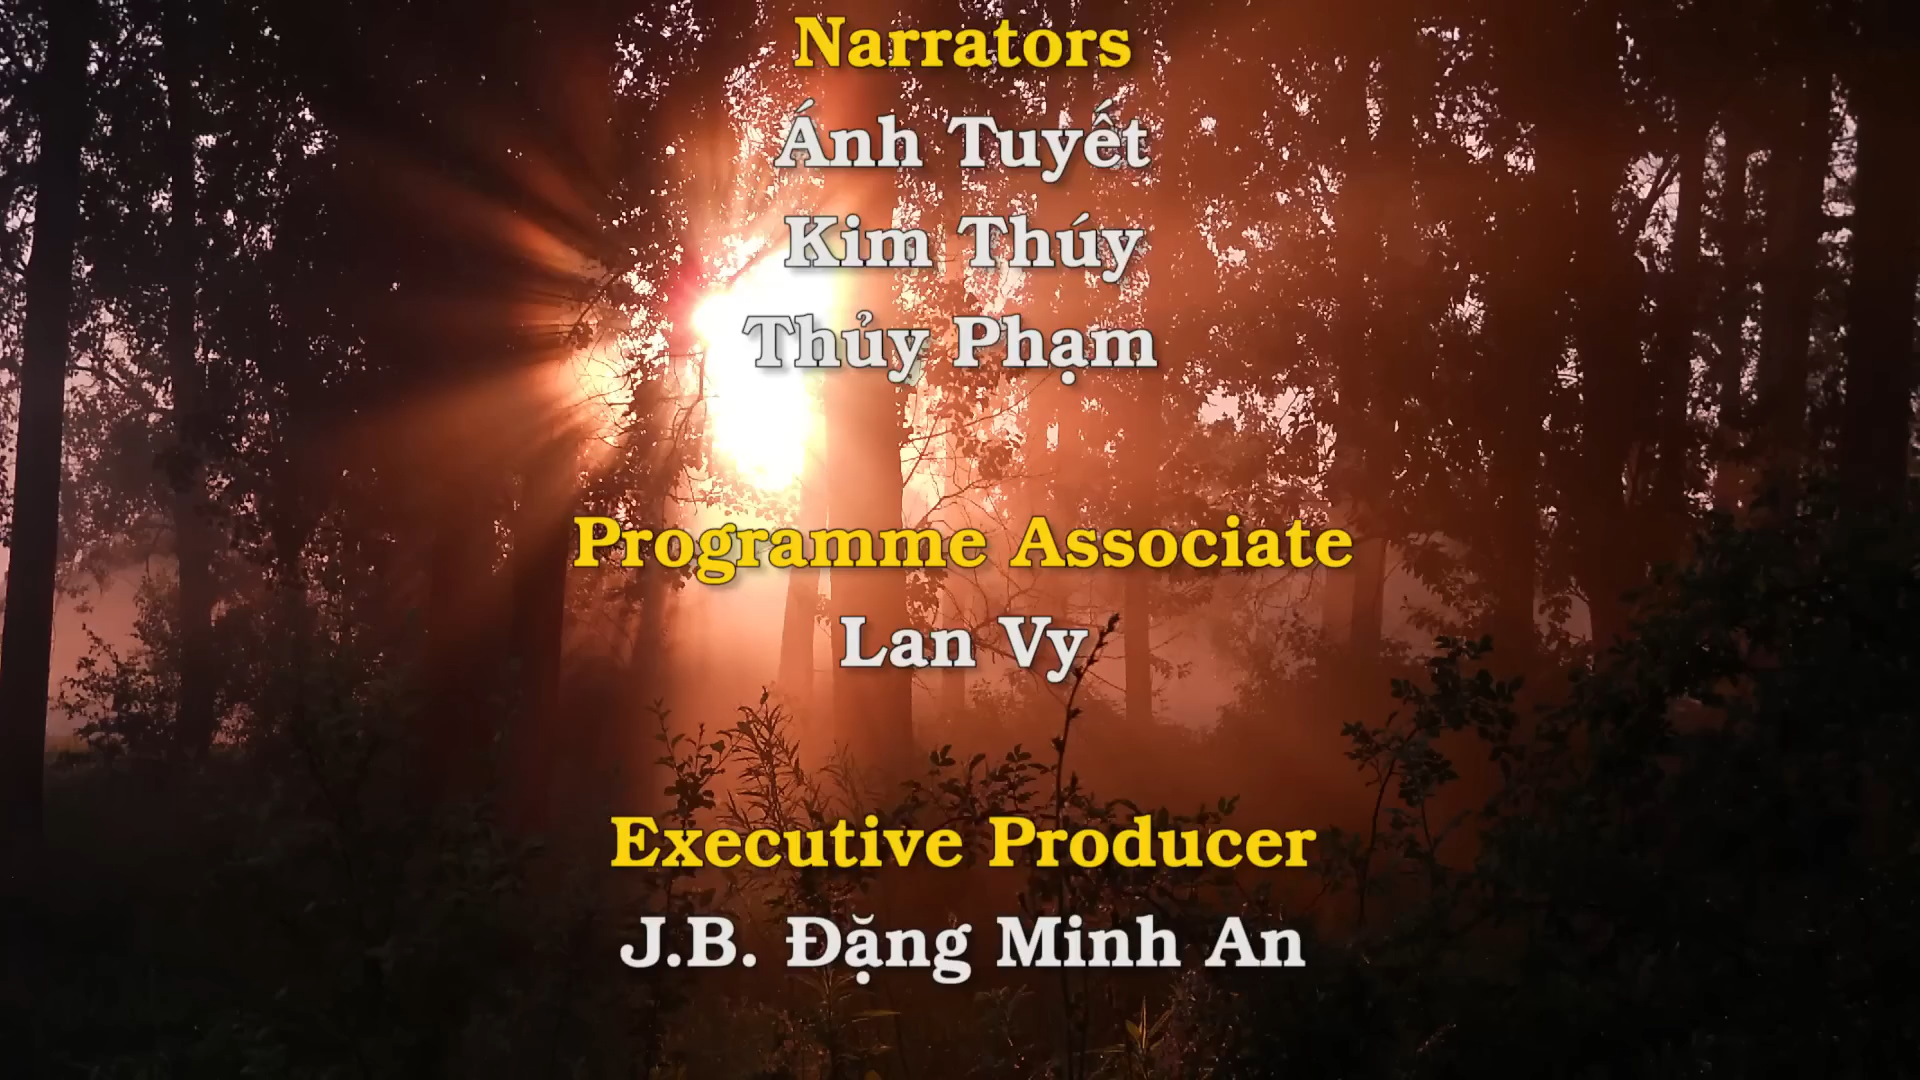 Narrators
Ánh Tuyết
Kim Thúy
Thủy Phạm
Programme Associate
Lan Vy
Executive Producer
J.B. Đặng Minh An